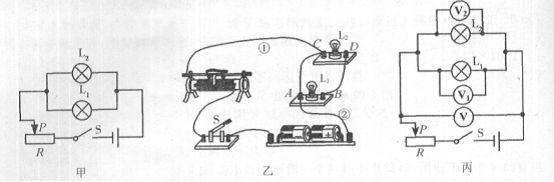 L₂
L₁
P
R
S
甲
①
C
L₂
D
A
L₁
B
S
②
乙
V₂
L₂
L₁
V₁
V
P
R
S
丙